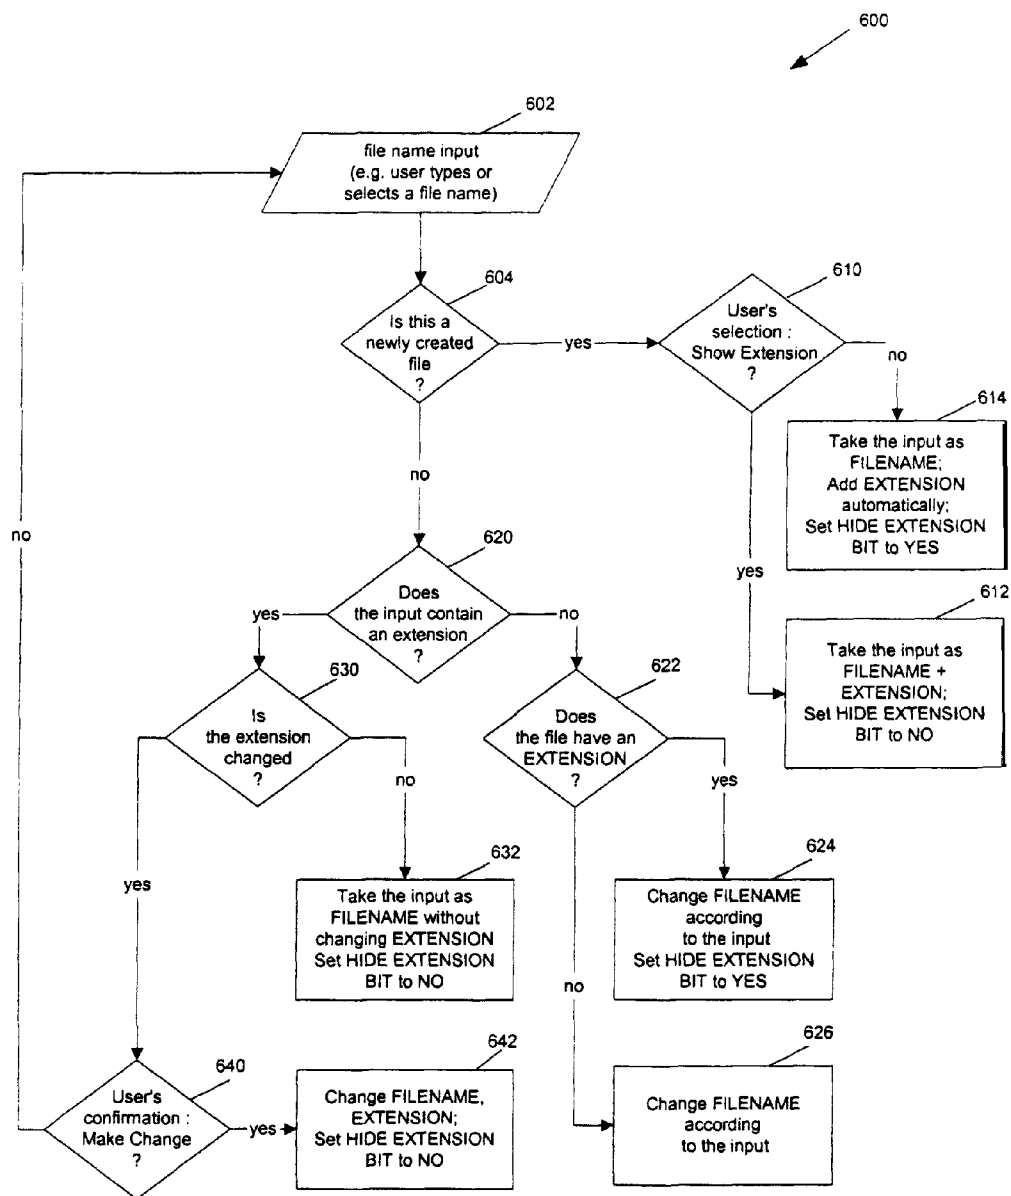 600
602
file name input
(e.g. user types or
selects a file name)
604
Is this a
newly created
file
?
yes
610
User's
selection :
Show Extension
?
no
614
Take the input as
FILENAME;
Add EXTENSION
automatically;
Set HIDE EXTENSION
BIT to YES
yes
612
Take the input as
FILENAME +
EXTENSION;
Set HIDE EXTENSION
BIT to NO
no
no
620
Does
the input contain
an extension
?
yes
no
630
Is
the extension
changed
?
622
Does
the file have an
EXTENSION
?
no
yes
yes
632
Take the input as
FILENAME without
changing EXTENSION
Set HIDE EXTENSION
BIT to NO
624
Change FILENAME
according
to the input
Set HIDE EXTENSION
BIT to YES
no
640
User's
confirmation :
Make Change
?
yes
642
Change FILENAME,
EXTENSION;
Set HIDE EXTENSION
BIT to NO
626
Change FILENAME
according
to the input